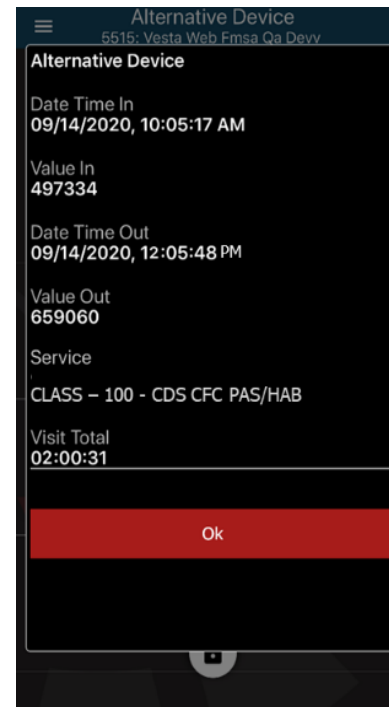 Alternative Device
5515: Vesta Web Fmsa Qa Devv
Alternative Device
Date Time In
09/14/2020, 10:05:17 AM
Value In
497334
Date Time Out
09/14/2020, 12:05:48 PM
Value Out
659060
Service
CLASS – 100 - CDS CFC PAS/HAB
Visit Total
02:00:31
Ok